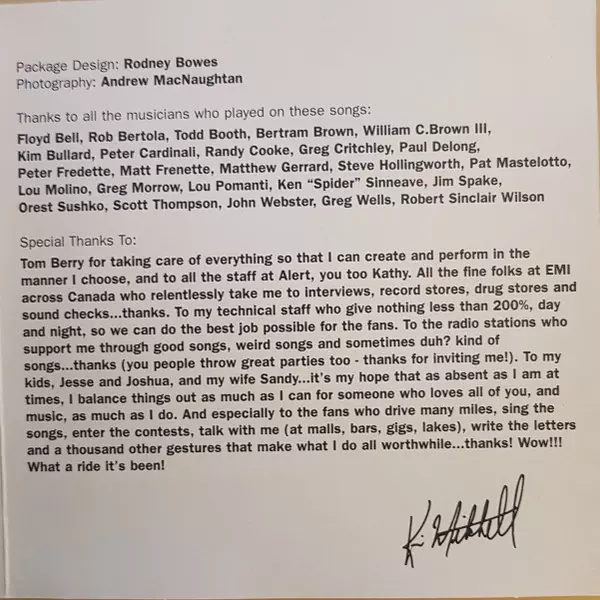 Package Design: Rodney Bowes
Photography: Andrew MacNaughtan
Thanks to all the musicians who played on these songs:
Floyd Bell, Rob Bertola, Todd Booth, Bertram Brown, William C.Brown III,
Kim Bullard, Peter Cardinali, Randy Cooke, Greg Critchley, Paul Delong,
Peter Fredette, Matt Frenette, Matthew Gerrard, Steve Hollingworth, Pat Mastelotto,
Lou Molino, Greg Morrow, Lou Pomanti, Ken “Spider” Sinneave, Jim Spake,
Orest Sushko, Scott Thompson, John Webster, Greg Wells, Robert Sinclair Wilson
Special Thanks To:
Tom Berry for taking care of everything so that I can create and perform in the
manner I choose, and to all the staff at Alert, you too Kathy. All the fine folks at EMI
across Canada who relentlessly take me to interviews, record stores, drug stores and
sound checks...thanks. To my technical staff who give nothing less than 200%, day
and night, so we can do the best job possible for the fans. To the radio stations who
support me through good songs, weird songs and sometimes duh? kind of
songs...thanks (you people throw great parties too - thanks for inviting me!). To my
kids, Jesse and Joshua, and my wife Sandy...it’s my hope that as absent as I am at
times, I balance things out as much as I can for someone who loves all of you, and
music, as much as I do. And especially to the fans who drive many miles, sing the
songs, enter the contests, talk with me (at malls, bars, gigs, lakes), write the letters
and a thousand other gestures that make what I do all worthwhile...thanks! Wow!!!
What a ride it’s been!
K Mitchell